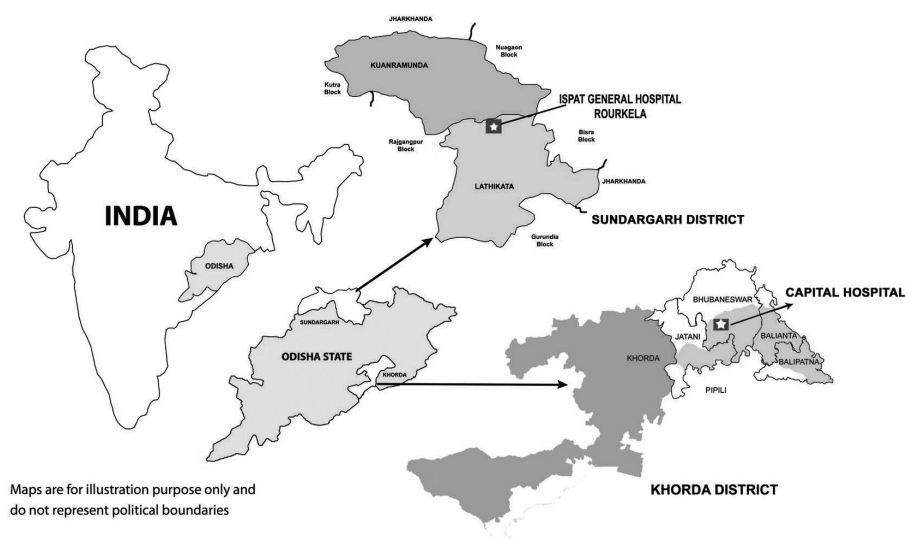 JHARKHANDA
Nuagaon
Block
KUANRAMUNDA
Kutra
Block
ISPAT GENERAL HOSPITAL
ROURKELA
Bisra
Block
Rajgangpur
Block
JHARKHANDA
LATHIKATA
INDIA
SUNDARGARH DISTRICT
Gurundia
Block
ODISHA
BHUBANESWAR
CAPITAL HOSPITAL
SUNDARGARH
JATANI
BALIANTA
ODISHA STATE
KHORDA
BALIPATNA
KHORDA
PIPILI
Maps are for illustration purpose only and
do not represent political boundaries
KHORDA DISTRICT